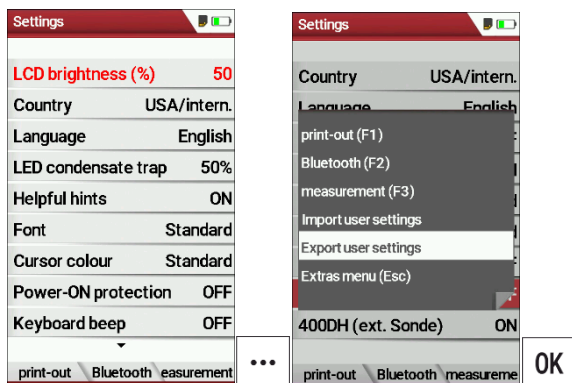 Settings
LCD brightness (%) 50
Country USA/intern.
Language English
LED condensate trap 50%
Helpful hints ON
Font Standard
Cursor colour Standard
Power-ON protection OFF
Keyboard beep OFF
print-out Bluetooth easurement
...
Settings
Country USA/intern.
Language English
print-out (F1)
Bluetooth (F2)
measurement (F3)
Import user settings
Export user settings
Extras menu (Esc)
400DH (ext. Sonde) ON
print-out Bluetooth measureme
OK